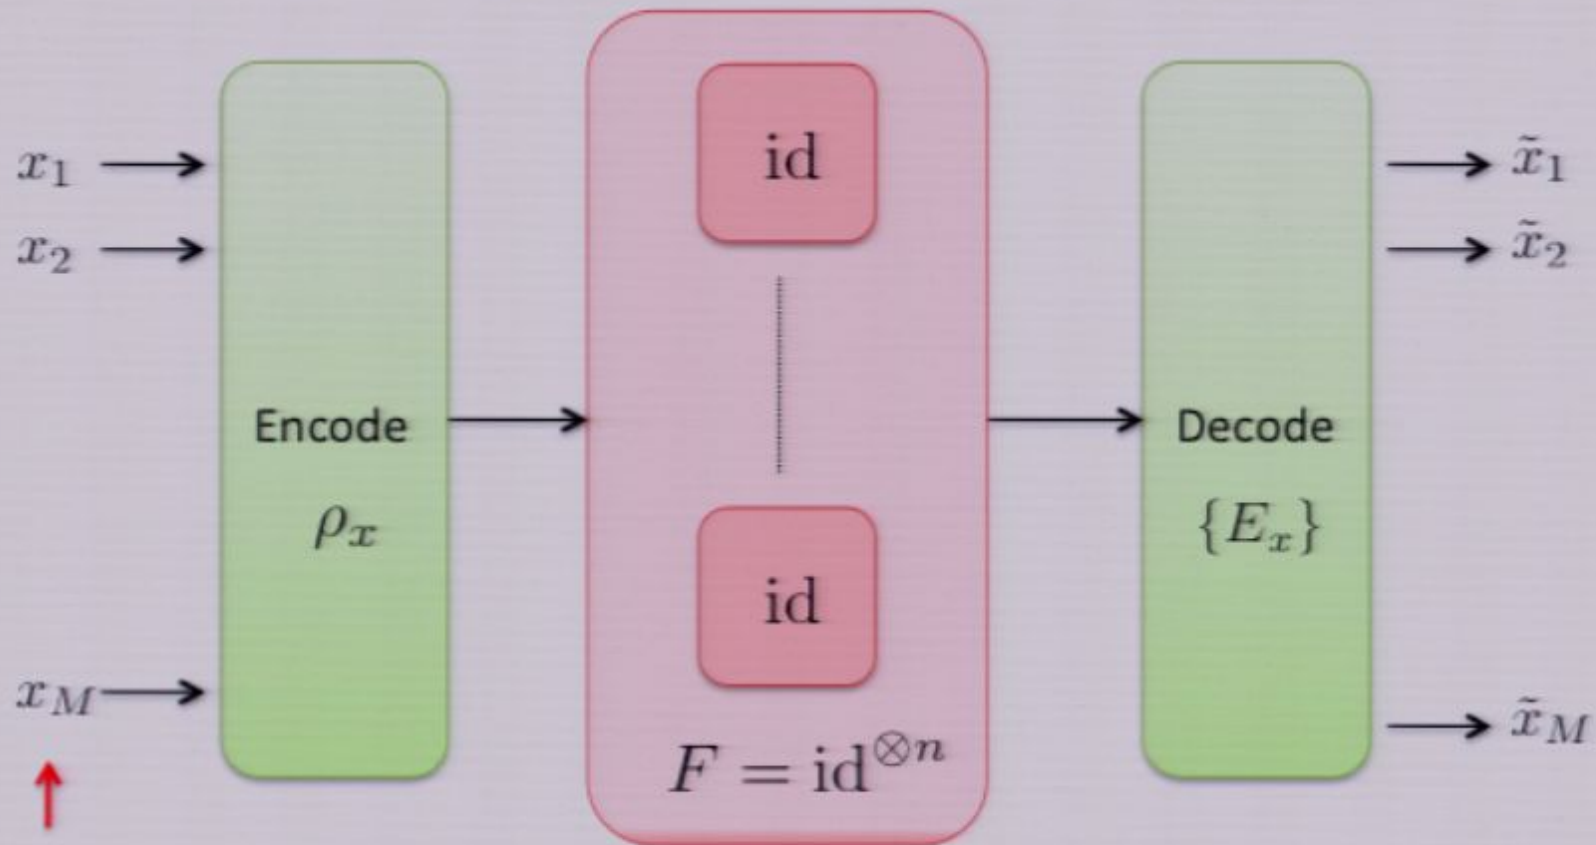 x₁
x₂
x_M
Encode
ρₓ
id
id
F = id^{⊗n}
Decode
{Eₓ}
x̃₁
x̃₂
x̃_M